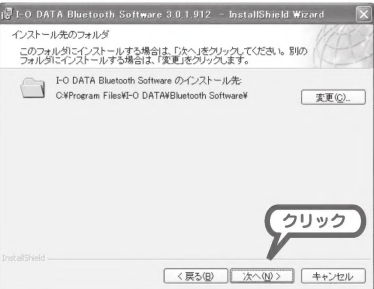 I-O DATA Bluetooth Software 3.0.1.912 - InstallShield Wizard
インストール先のフォルダ
このフォルダにインストールする場合は、「次へ」をクリックしてください。別の
フォルダにインストールする場合は、「変更」をクリックします。
I-O DATA Bluetooth Software のインストール先:
C:¥Program Files¥I-O DATA¥Bluetooth Software¥
変更(C)...
クリック
InstallShield
< 戻る(B)
次へ(N) >
キャンセル